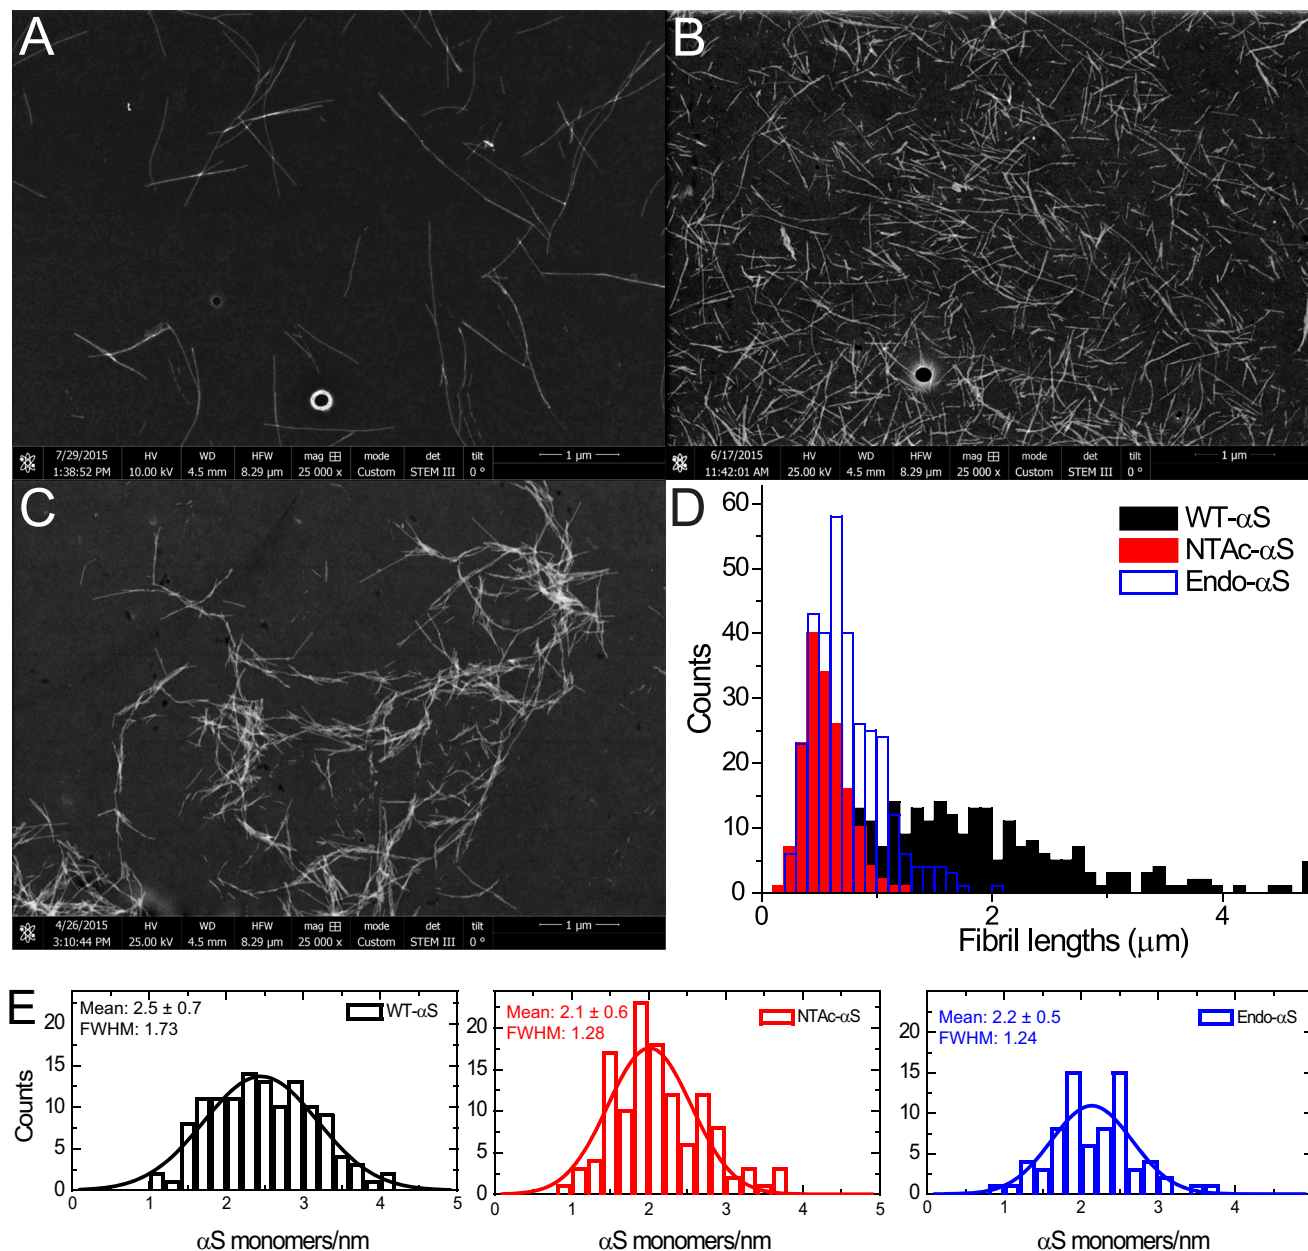 A
7/29/2015 HV WD HFW mag mode det tilt
1:38:52 PM 10.00 kV 4.5 mm 8.29 µm 25 000 x Custom STEM III 0 °
1 µm
B
6/17/2015 HV WD HFW mag mode det tilt
11:42:01 AM 25.00 kV 4.5 mm 8.29 µm 25 000 x Custom STEM III 0 °
1 µm
C
4/26/2015 HV WD HFW mag mode det tilt
3:10:44 PM 25.00 kV 4.5 mm 8.29 µm 25 000 x Custom STEM III 0 °
1 µm
D
WT-αS
NTAc-αS
Endo-αS
60
50
40
30
20
10
0
Counts
0 2 4
Fibril lengths (µm)
E
Mean: 2.5 ± 0.7
FWHM: 1.73
WT-αS
20
15
10
5
0
Counts
0 1 2 3 4 5
αS monomers/nm
Mean: 2.1 ± 0.6
FWHM: 1.28
NTAc-αS
20
15
10
5
0
0 1 2 3 4 5
αS monomers/nm
Mean: 2.2 ± 0.5
FWHM: 1.24
Endo-αS
20
15
10
5
0
0 1 2 3 4
αS monomers/nm